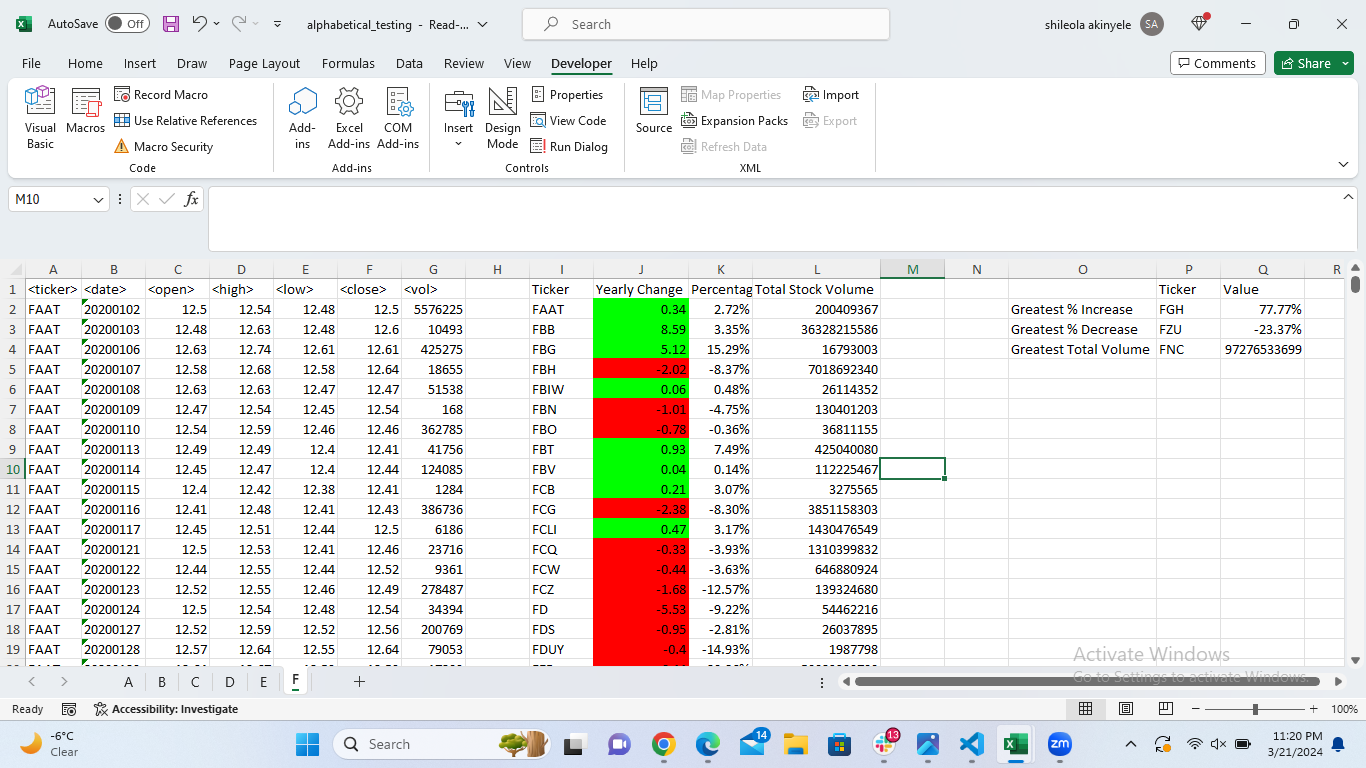 AutoSave Off alphabetical_testing - Read-... Search shileola akinyele SA
File Home Insert Draw Page Layout Formulas Data Review View Developer Help Comments Share
Visual Basic
Macros
Record Macro
Use Relative References
Macro Security
Code
Add-ins
Excel Add-ins
COM Add-ins
Add-ins
Insert
Design Mode
Properties
View Code
Run Dialog
Controls
Source
Map Properties
Expansion Packs
Refresh Data
Import
Export
XML
M10 fx
A B C D E F G H I J K L M N O P Q R
1 <ticker> <date> <open> <high> <low> <close> <vol> Ticker Yearly Change Percentag Total Stock Volume Ticker Value
2 FAAT 20200102 12.5 12.54 12.48 12.5 5576225 FAAT 0.34 2.72% 200409367 Greatest % Increase FGH 77.77%
3 FAAT 20200103 12.48 12.63 12.48 12.6 10493 FBB 8.59 3.35% 36328215586 Greatest % Decrease FZU -23.37%
4 FAAT 20200106 12.63 12.74 12.61 12.61 425275 FBG 5.12 15.29% 16793003 Greatest Total Volume FNC 97276533699
5 FAAT 20200107 12.58 12.68 12.58 12.64 18655 FBH -2.02 -8.37% 7018692340
6 FAAT 20200108 12.63 12.63 12.47 12.47 51538 FBIW 0.06 0.48% 26114352
7 FAAT 20200109 12.47 12.54 12.45 12.54 168 FBN -1.01 -4.75% 130401203
8 FAAT 20200110 12.54 12.59 12.46 12.46 362785 FBO -0.78 -0.36% 36811155
9 FAAT 20200113 12.49 12.49 12.4 12.41 41756 FBT 0.93 7.49% 425040080
10 FAAT 20200114 12.45 12.47 12.4 12.44 124085 FBV 0.04 0.14% 112225467
11 FAAT 20200115 12.4 12.42 12.38 12.41 1284 FCB 0.21 3.07% 3275565
12 FAAT 20200116 12.41 12.48 12.41 12.43 386736 FCG -2.38 -8.30% 3851158303
13 FAAT 20200117 12.45 12.51 12.44 12.5 6186 FCLI 0.47 3.17% 1430476549
14 FAAT 20200121 12.5 12.53 12.41 12.46 23716 FCQ -0.33 -3.93% 1310399832
15 FAAT 20200122 12.44 12.55 12.44 12.52 9361 FCW -0.44 -3.63% 646880924
16 FAAT 20200123 12.52 12.55 12.46 12.49 278487 FCZ -1.68 -12.57% 139324680
17 FAAT 20200124 12.5 12.54 12.48 12.54 34394 FD -5.53 -9.22% 54462216
18 FAAT 20200127 12.52 12.59 12.52 12.56 200769 FDS -0.95 -2.81% 26037895
19 FAAT 20200128 12.57 12.64 12.55 12.64 79053 FDUY -0.4 -14.93% 1987798
Activate Windows
Go to Settings to activate Windows.
A B C D E F
Ready Accessibility: Investigate 100%
-6°C
Clear
Search
14
13
zm
11:20 PM
3/21/2024